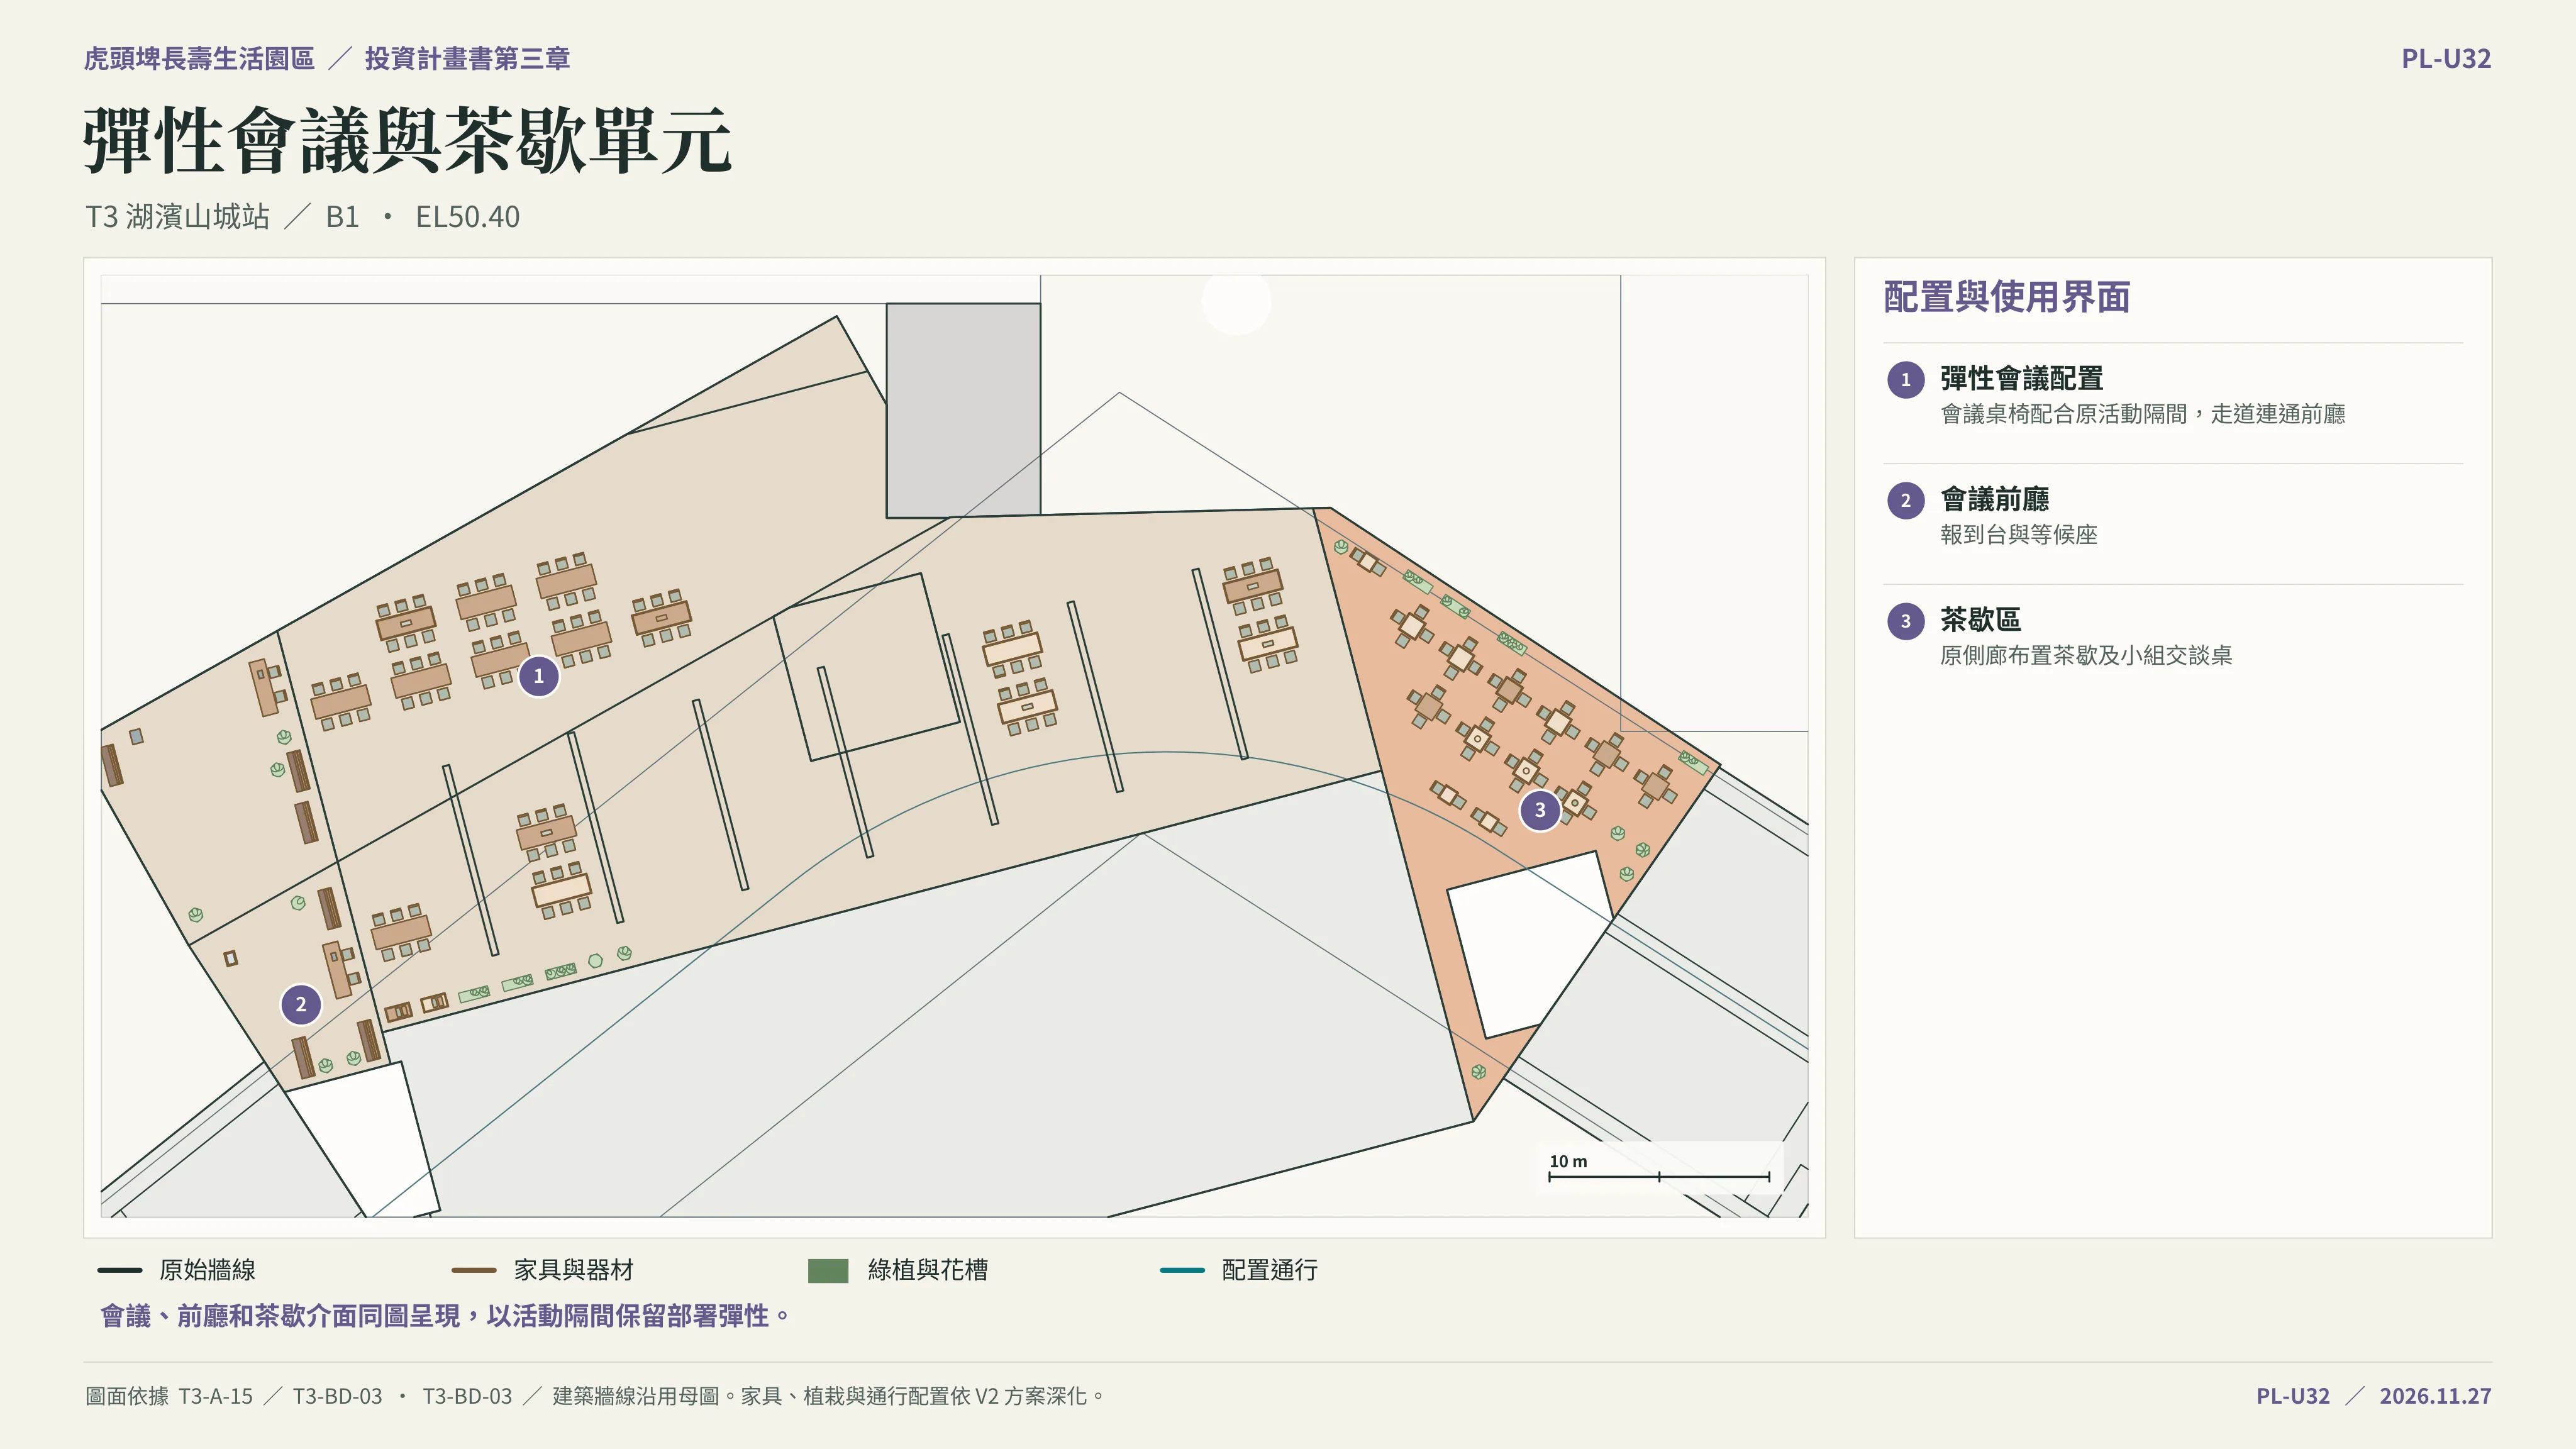 虎頭埤長壽生活園區 ／ 投資計畫書第三章
PL-U32
彈性會議與茶歇單元
T3 湖濱山城站 ／ B1 ・ EL50.40
1
2
3
10 m
配置與使用界面
1 彈性會議配置
會議桌椅配合原活動隔間，走道連通前廳
2 會議前廳
報到台與等候座
3 茶歇區
原側廊布置茶歇及小組交談桌
原始牆線
家具與器材
綠植與花槽
配置通行
會議、前廳和茶歇介面同圖呈現，以活動隔間保留部署彈性。
圖面依據 T3-A-15 ／ T3-BD-03 ・ T3-BD-03 ／ 建築牆線沿用母圖。家具、植栽與通行配置依 V2 方案深化。
PL-U32 ／ 2026.11.27